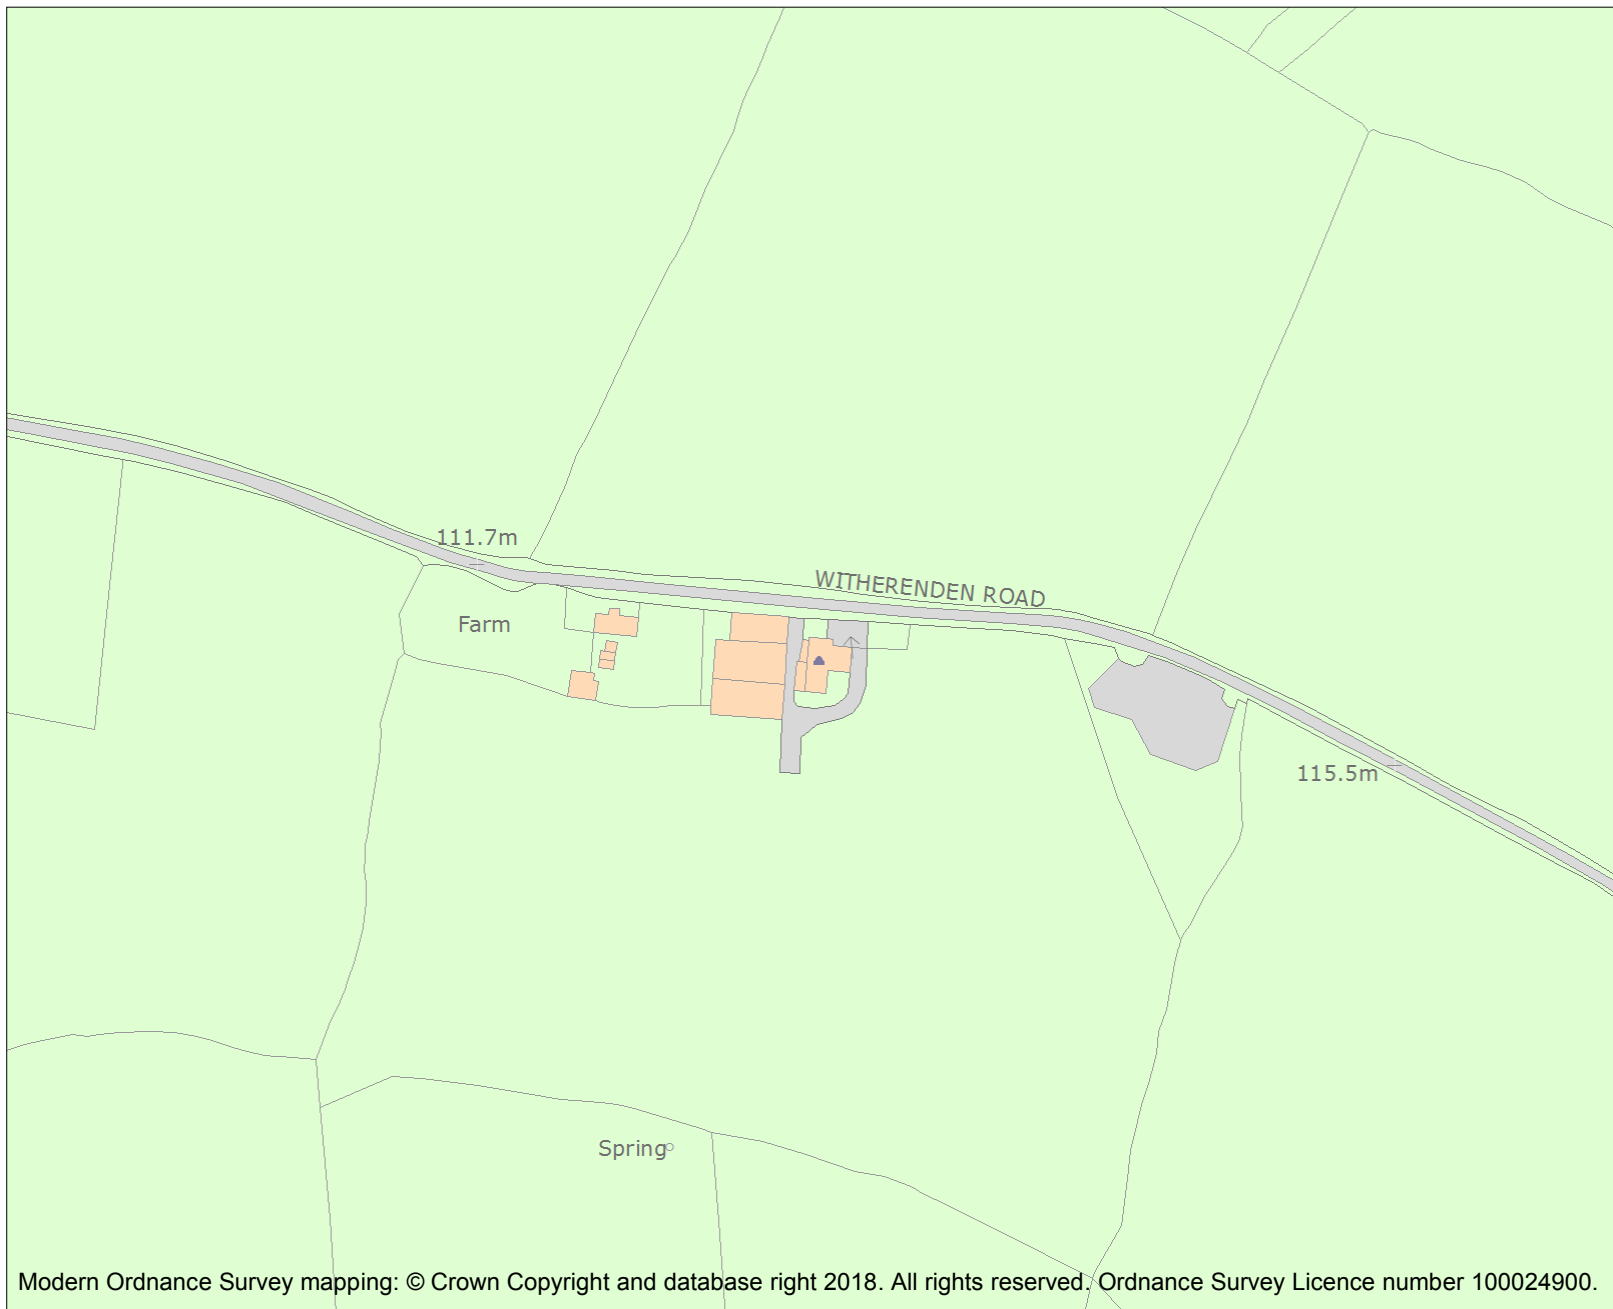 111.7m
WITHERENDEN ROAD
Farm
115.5m
Spring
Modern Ordnance Survey mapping: © Crown Copyright and database right 2018. All rights reserved. Ordnance Survey Licence number 100024900.